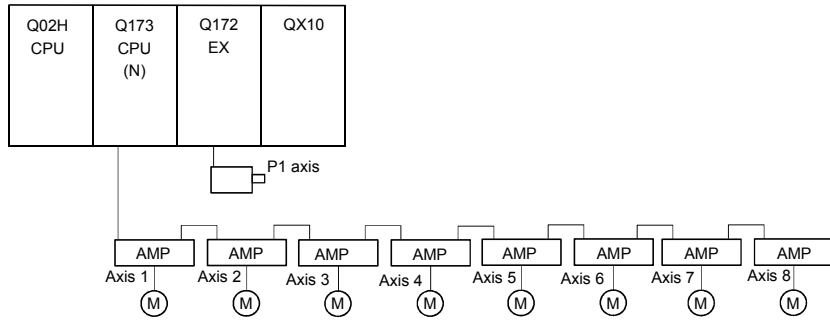 Q02H
CPU
Q173
CPU
(N)
Q172
EX
QX10
P1 axis
AMP
AMP
AMP
AMP
AMP
AMP
AMP
AMP
Axis 1
Axis 2
Axis 3
Axis 4
Axis 5
Axis 6
Axis 7
Axis 8
M
M
M
M
M
M
M
M